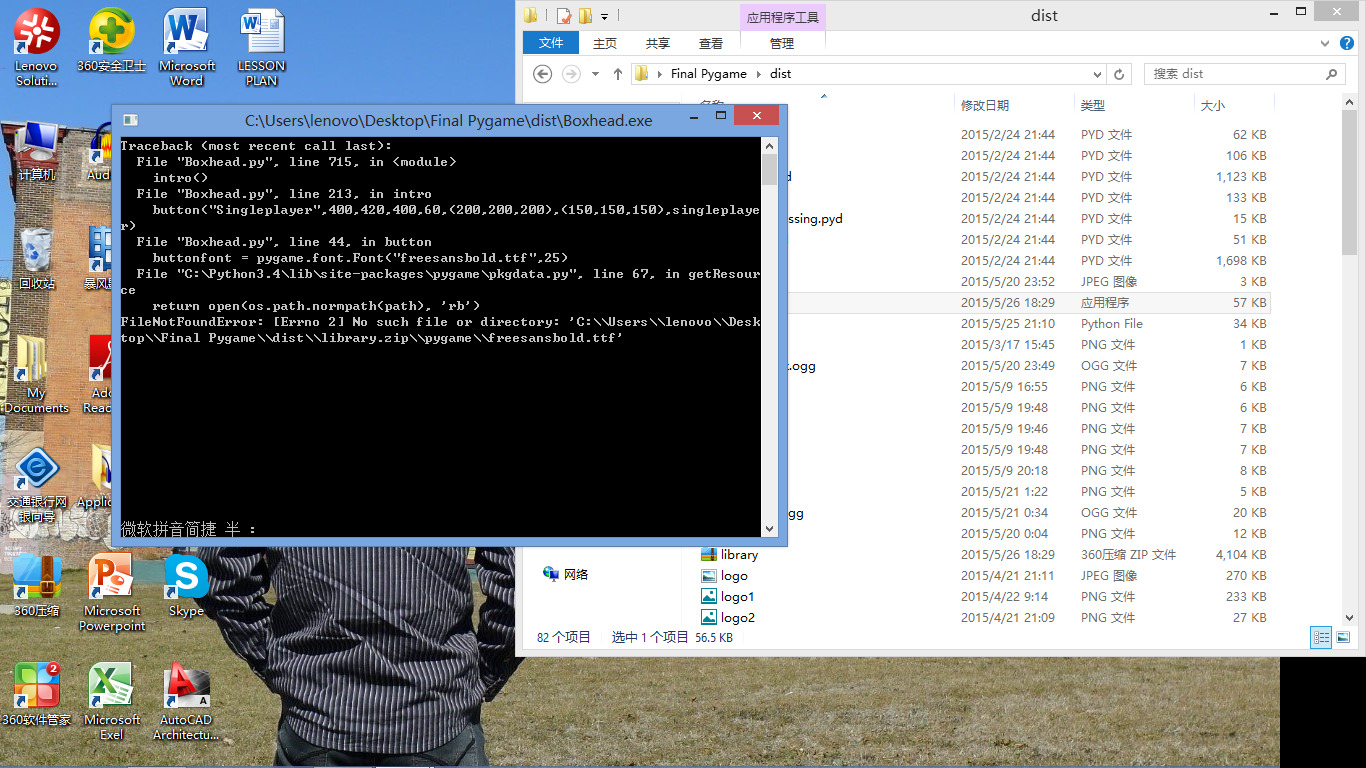 Lenovo
Soluti...
360安全卫士
Microsoft
Word
LESSON
PLAN
计算机
Aud
回收站
暴风影
My
Documents
Ado
Read
交通银行网
银向导
Applic
360压缩
Microsoft
Powerpoint
Skype
2
360软件管家
Microsoft
Exel
AutoCAD
Architectu...
应用程序工具
dist
文件
主页
共享
查看
管理
Final Pygame
dist
搜索 dist
名称
修改日期
类型
大小
2015/2/24 21:44 PYD 文件 62 KB
2015/2/24 21:44 PYD 文件 106 KB
d 2015/2/24 21:44 PYD 文件 1,123 KB
2015/2/24 21:44 PYD 文件 133 KB
ssing.pyd 2015/2/24 21:44 PYD 文件 15 KB
2015/2/24 21:44 PYD 文件 51 KB
2015/2/24 21:44 PYD 文件 1,698 KB
2015/5/20 23:52 JPEG 图像 3 KB
2015/5/26 18:29 应用程序 57 KB
2015/5/25 21:10 Python File 34 KB
2015/3/17 15:45 PNG 文件 1 KB
t.ogg 2015/5/20 23:49 OGG 文件 7 KB
2015/5/9 16:55 PNG 文件 6 KB
2015/5/9 19:48 PNG 文件 6 KB
2015/5/9 19:46 PNG 文件 7 KB
2015/5/9 19:48 PNG 文件 7 KB
2015/5/9 20:18 PNG 文件 8 KB
2015/5/21 1:22 PNG 文件 5 KB
gg 2015/5/21 0:34 OGG 文件 20 KB
2015/5/20 0:04 PNG 文件 12 KB
library 2015/5/26 18:29 360压缩 ZIP 文件 4,104 KB
logo 2015/4/21 21:11 JPEG 图像 270 KB
logo1 2015/4/22 9:14 PNG 文件 233 KB
logo2 2015/4/21 21:09 PNG 文件 27 KB
网络
82 个项目 选中 1 个项目 56.5 KB
C:\Users\lenovo\Desktop\Final Pygame\dist\Boxhead.exe
Traceback (most recent call last):
File "Boxhead.py", line 715, in <module>
intro()
File "Boxhead.py", line 213, in intro
button("Singleplayer",400,420,400,60,(200,200,200),(150,150,150),singleplaye
r)
File "Boxhead.py", line 44, in button
buttonfont = pygame.font.Font("freesansbold.ttf",25)
File "C:\Python3.4\lib\site-packages\pygame\pkgdata.py", line 67, in getResour
ce
return open(os.path.normpath(path), 'rb')
FileNotFoundError: [Errno 2] No such file or directory: 'C:\\Users\\lenovo\\Desk
top\\Final Pygame\\dist\\library.zip\\pygame\\freesansbold.ttf'
微软拼音简捷 半 :